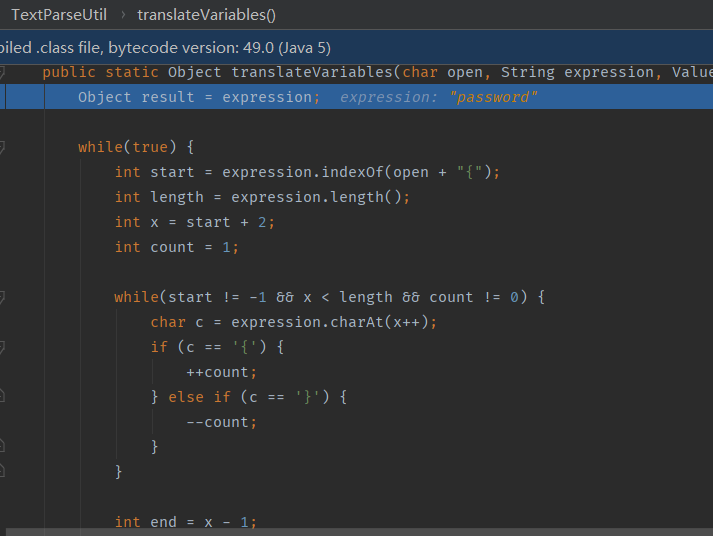 TextParseUtil › translateVariables()
piled .class file, bytecode version: 49.0 (Java 5)
public static Object translateVariables(char open, String expression, Value
Object result = expression; expression: "password"
while(true) {
int start = expression.indexOf(open + "{");
int length = expression.length();
int x = start + 2;
int count = 1;
while(start != -1 && x < length && count != 0) {
char c = expression.charAt(x++);
if (c == '{') {
++count;
} else if (c == '}') {
--count;
}
}
int end = x - 1;